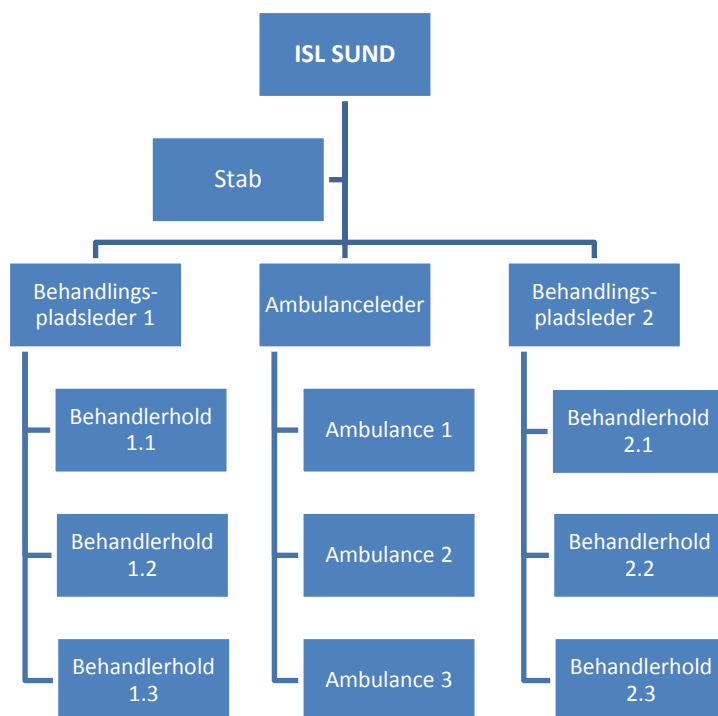 ISL SUND
Stab
Behandlings-
pladsleder 1
Ambulanceleder
Behandlings-
pladsleder 2
Behandlerhold
1.1
Ambulance 1
Behandlerhold
2.1
Behandlerhold
1.2
Ambulance 2
Behandlerhold
2.2
Behandlerhold
1.3
Ambulance 3
Behandlerhold
2.3